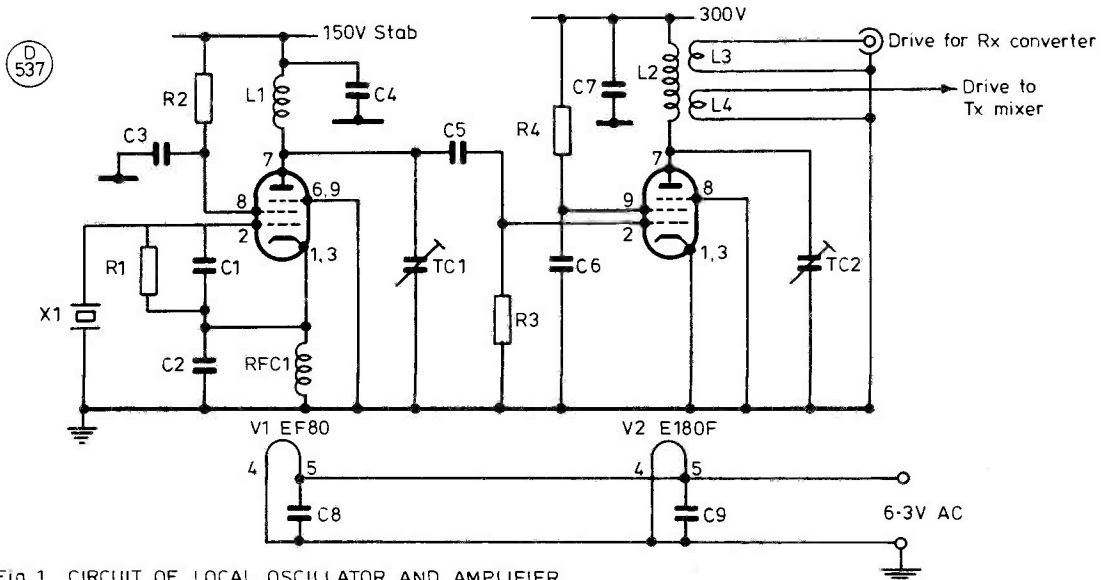 D
537
150V Stab
300V
Drive for Rx converter
Drive to
Tx mixer
R2
L1
C4
C3
C5
R4
C7
L2
L3
L4
7
8
6,9
2
1,3
7
9
8
2
1,3
R1
C1
TC1
C6
TC2
X1
C2
RFC1
R3
V1 EF80
V2 E180F
4
5
4
5
C8
C9
6-3V AC
Fig 1 CIRCUIT OF LOCAL OSCILLATOR AND AMPLIFIER